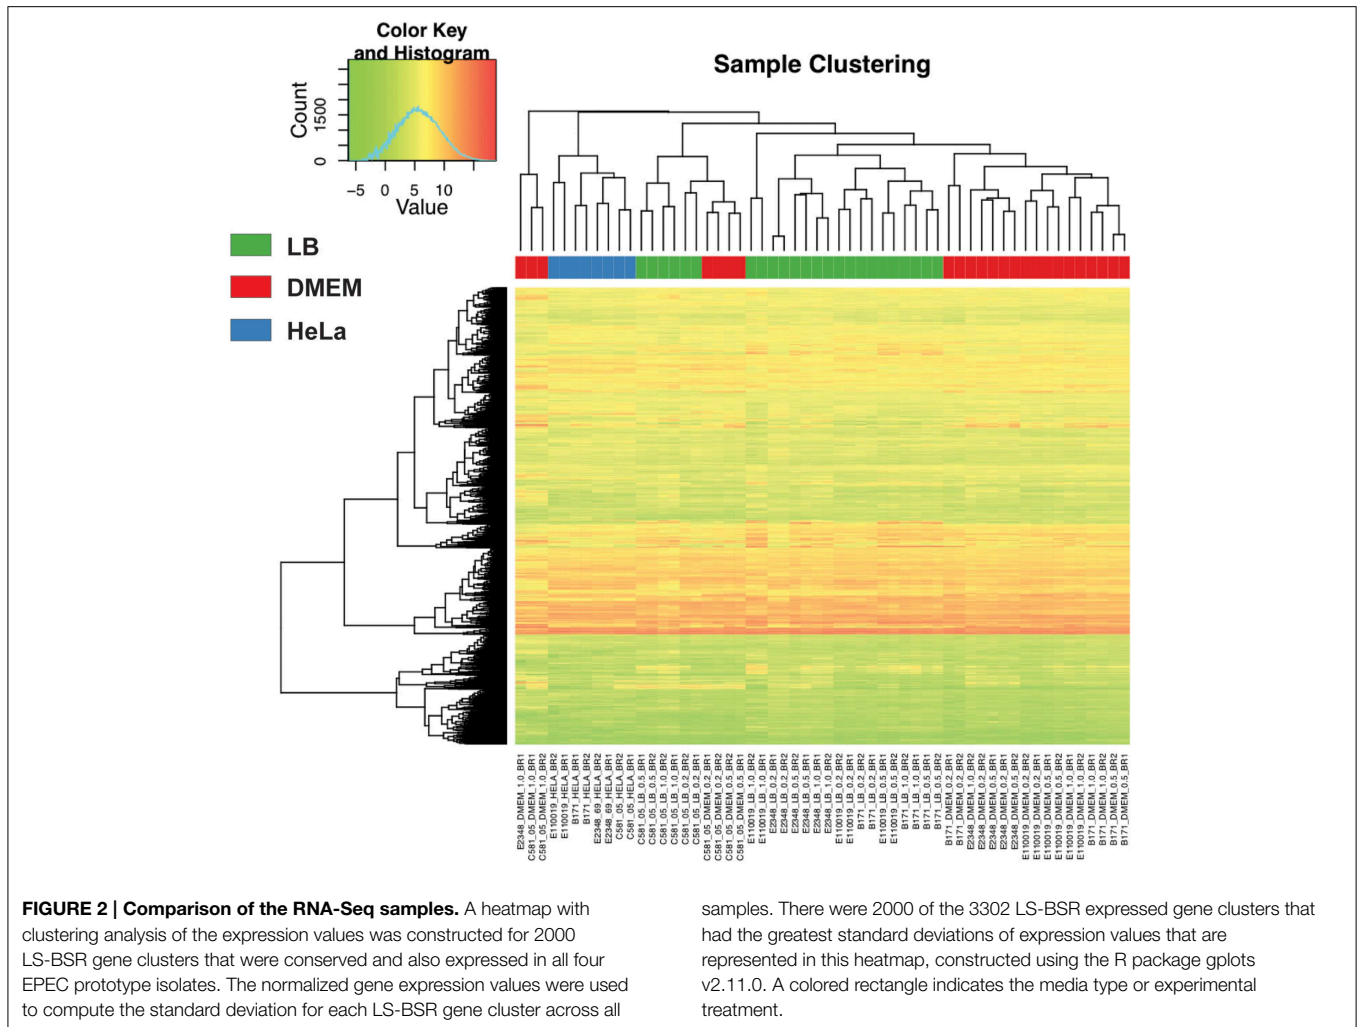 Color Key
and Histogram
Count
0
1500
−5 0 5 10
Value
Sample Clustering
LB
DMEM
HeLa
E2348_DMEM_1.0_BR1
C581_05_DMEM_1.0_BR1
C581_05_DMEM_1.0_BR2
E110019_HELA_BR2
E110019_HELA_BR1
B171_HELA_BR1
B171_HELA_BR2
E2348_69_HELA_BR2
E2348_69_HELA_BR1
C581_05_HELA_BR2
C581_05_HELA_BR1
C581_05_LB_0.5_BR1
C581_05_LB_0.5_BR2
C581_05_LB_1.0_BR2
C581_05_LB_1.0_BR1
C581_05_LB_0.2_BR2
C581_05_LB_0.2_BR1
C581_05_DMEM_0.2_BR1
C581_05_DMEM_0.2_BR2
C581_05_DMEM_0.5_BR2
C581_05_DMEM_0.5_BR1
E110019_LB_1.0_BR2
E110019_LB_1.0_BR1
E2348_LB_0.2_BR1
E2348_LB_0.2_BR2
E2348_LB_0.5_BR2
E2348_LB_0.5_BR1
E2348_LB_1.0_BR1
E2348_LB_1.0_BR2
E110019_LB_0.2_BR2
E110019_LB_0.2_BR1
B171_LB_0.2_BR2
B171_LB_0.2_BR1
E110019_LB_0.5_BR1
E110019_LB_0.5_BR2
B171_LB_1.0_BR2
B171_LB_1.0_BR1
B171_LB_0.5_BR1
B171_LB_0.5_BR2
B171_DMEM_0.2_BR1
B171_DMEM_0.2_BR2
E2348_DMEM_1.0_BR2
E2348_DMEM_0.2_BR1
E2348_DMEM_0.2_BR2
E2348_DMEM_0.5_BR1
E2348_DMEM_0.5_BR2
E110019_DMEM_0.2_BR2
E110019_DMEM_0.2_BR1
E110019_DMEM_0.5_BR1
E110019_DMEM_0.5_BR2
E110019_DMEM_1.0_BR1
E110019_DMEM_1.0_BR2
B171_DMEM_1.0_BR1
B171_DMEM_1.0_BR2
B171_DMEM_0.5_BR2
B171_DMEM_0.5_BR1
FIGURE 2 | Comparison of the RNA-Seq samples. A heatmap with
clustering analysis of the expression values was constructed for 2000
LS-BSR gene clusters that were conserved and also expressed in all four
EPEC prototype isolates. The normalized gene expression values were used
to compute the standard deviation for each LS-BSR gene cluster across all
samples. There were 2000 of the 3302 LS-BSR expressed gene clusters that
had the greatest standard deviations of expression values that are
represented in this heatmap, constructed using the R package gplots
v2.11.0. A colored rectangle indicates the media type or experimental
treatment.